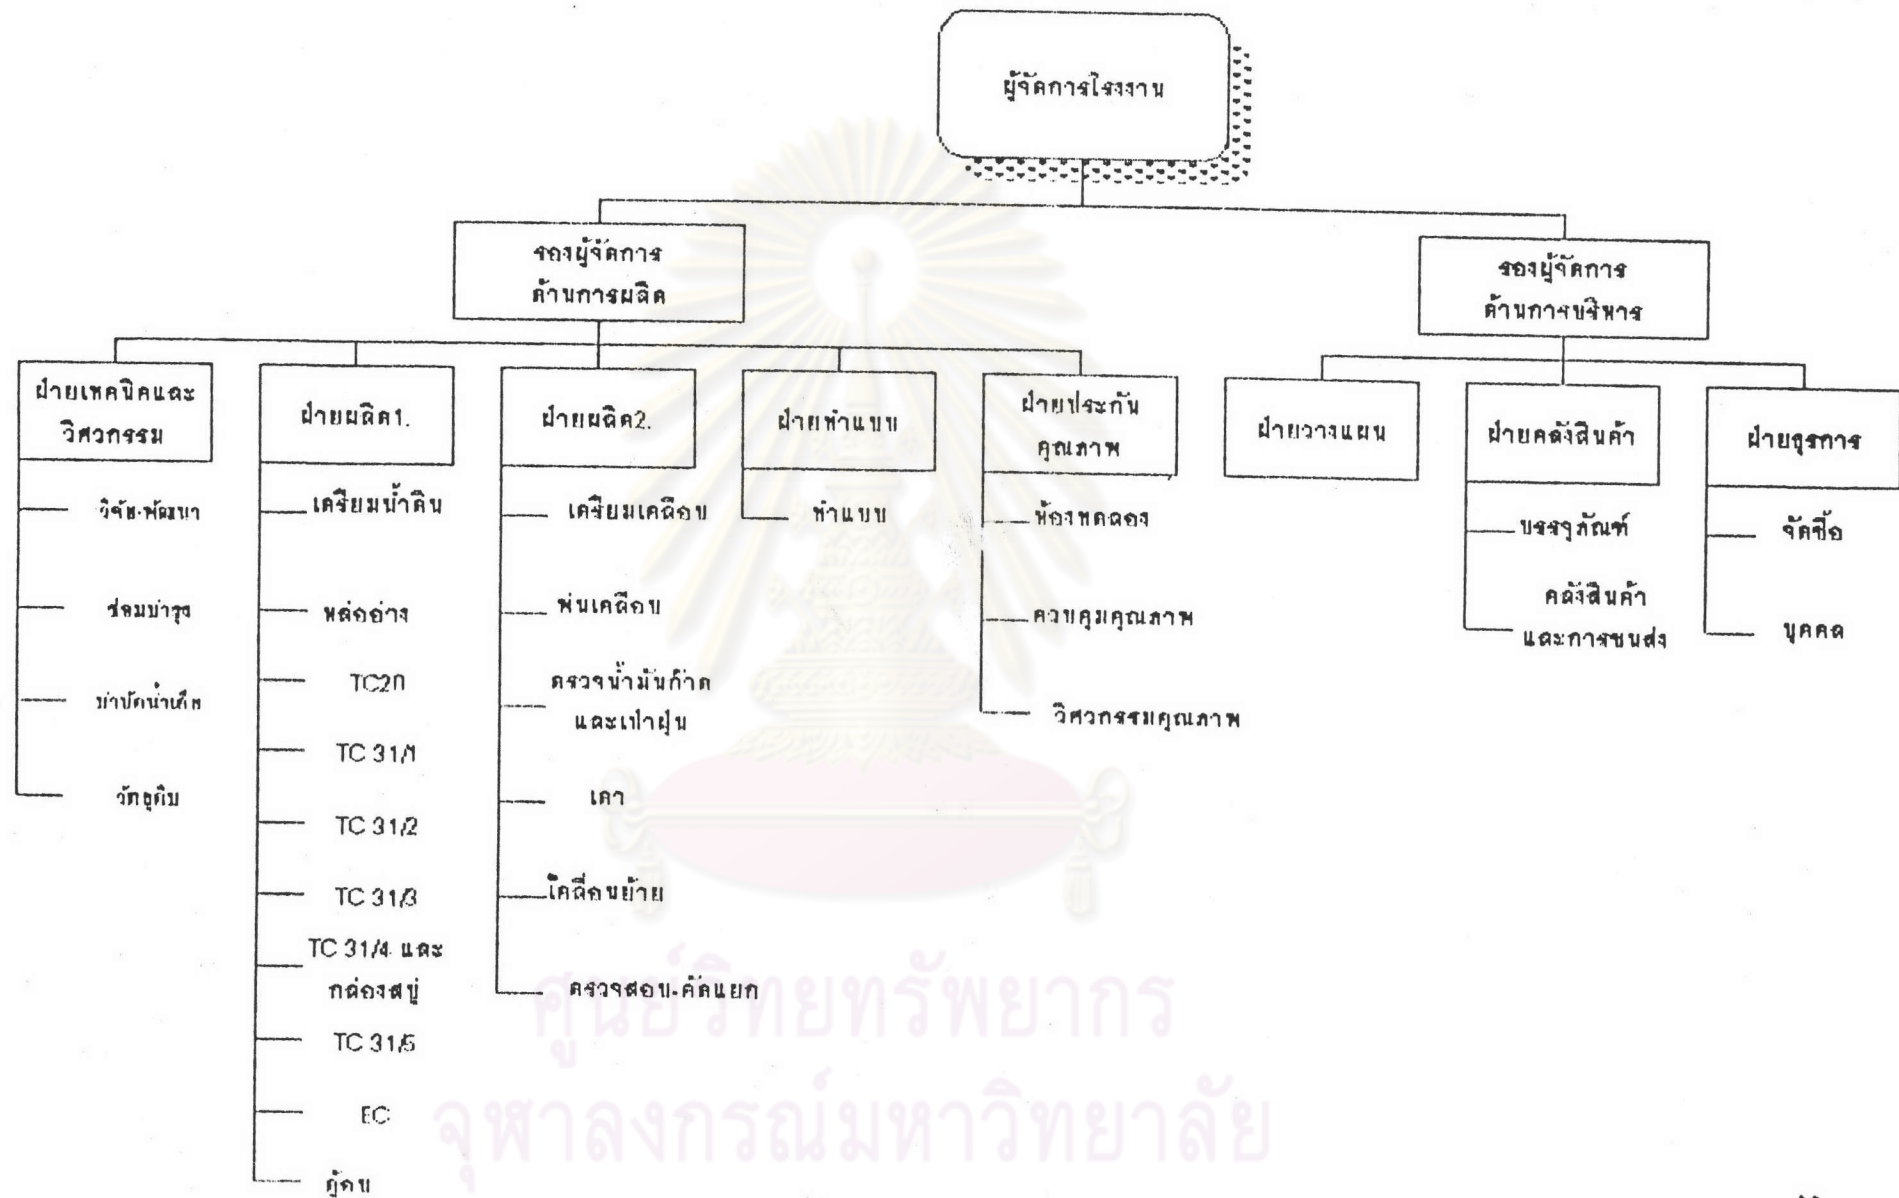 ผู้จัดการโรงงาน
รองผู้จัดการ
ด้านการผลิต
รองผู้จัดการ
ด้านการบริหาร
ฝ่ายเทคนิคและ
วิศวกรรม
ฝ่ายผลิต1.
ฝ่ายผลิต2.
ฝ่ายทำแบบ
ฝ่ายประกัน
คุณภาพ
ฝ่ายวางแผน
ฝ่ายคลังสินค้า
ฝ่ายธุรการ
วิจัย-พัฒนา
ซ่อมบำรุง
บำบัดน้ำเสีย
วัตถุดิบ
เตรียมน้ำดิน
หล่ออ่าง
TC 31/1
TC 31/2
TC 31/3
TC 31/4 และ
กล่องสบู่
TC 31/5
EC
ตู้อบ
เตรียมเคลือบ
พ่นเคลือบ
ตรวจน้ำมันก๊าด
และเป่าฝุ่น
เตา
เคลื่อนย้าย
ตรวจสอบ-คัดแยก
ทำแบบ
ห้องทดลอง
ควบคุมคุณภาพ
วิศวกรรมคุณภาพ
บรรจุภัณฑ์
คลังสินค้า
และการขนส่ง
จัดซื้อ
บุคคล
ศูนย์วิทยทรัพยากร
จุฬาลงกรณ์มหาวิทยาลัย